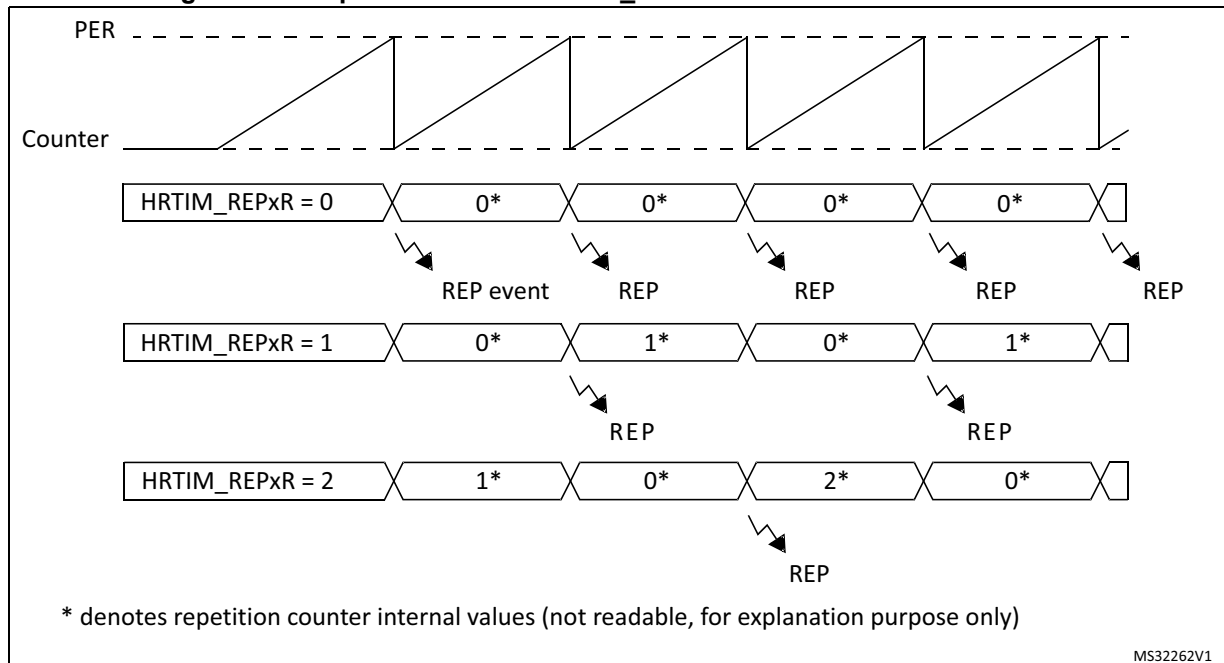 PER
Counter
HRTIM_REPxR = 0 0* 0* 0* 0*
REP event REP REP REP REP
HRTIM_REPxR = 1 0* 1* 0* 1*
REP REP
HRTIM_REPxR = 2 1* 0* 2* 0*
REP
* denotes repetition counter internal values (not readable, for explanation purpose only)
MS32262V1